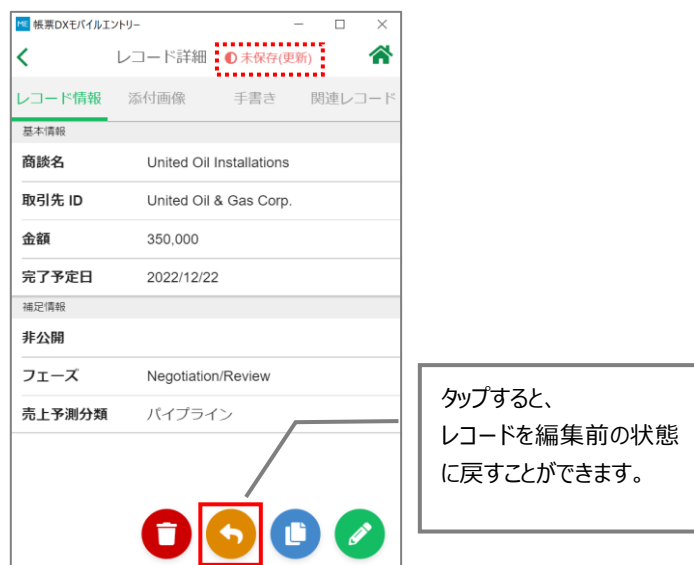 ME 帳票DXモバイルエントリー
レコード詳細 未保存(更新)
レコード情報 添付画像 手書き 関連レコード
基本情報
商談名 United Oil Installations
取引先 ID United Oil & Gas Corp.
金額 350,000
完了予定日 2022/12/22
補足情報
非公開
フェーズ Negotiation/Review
売上予測分類 パイプライン
タップすると、
レコードを編集前の状態
に戻すことができます。